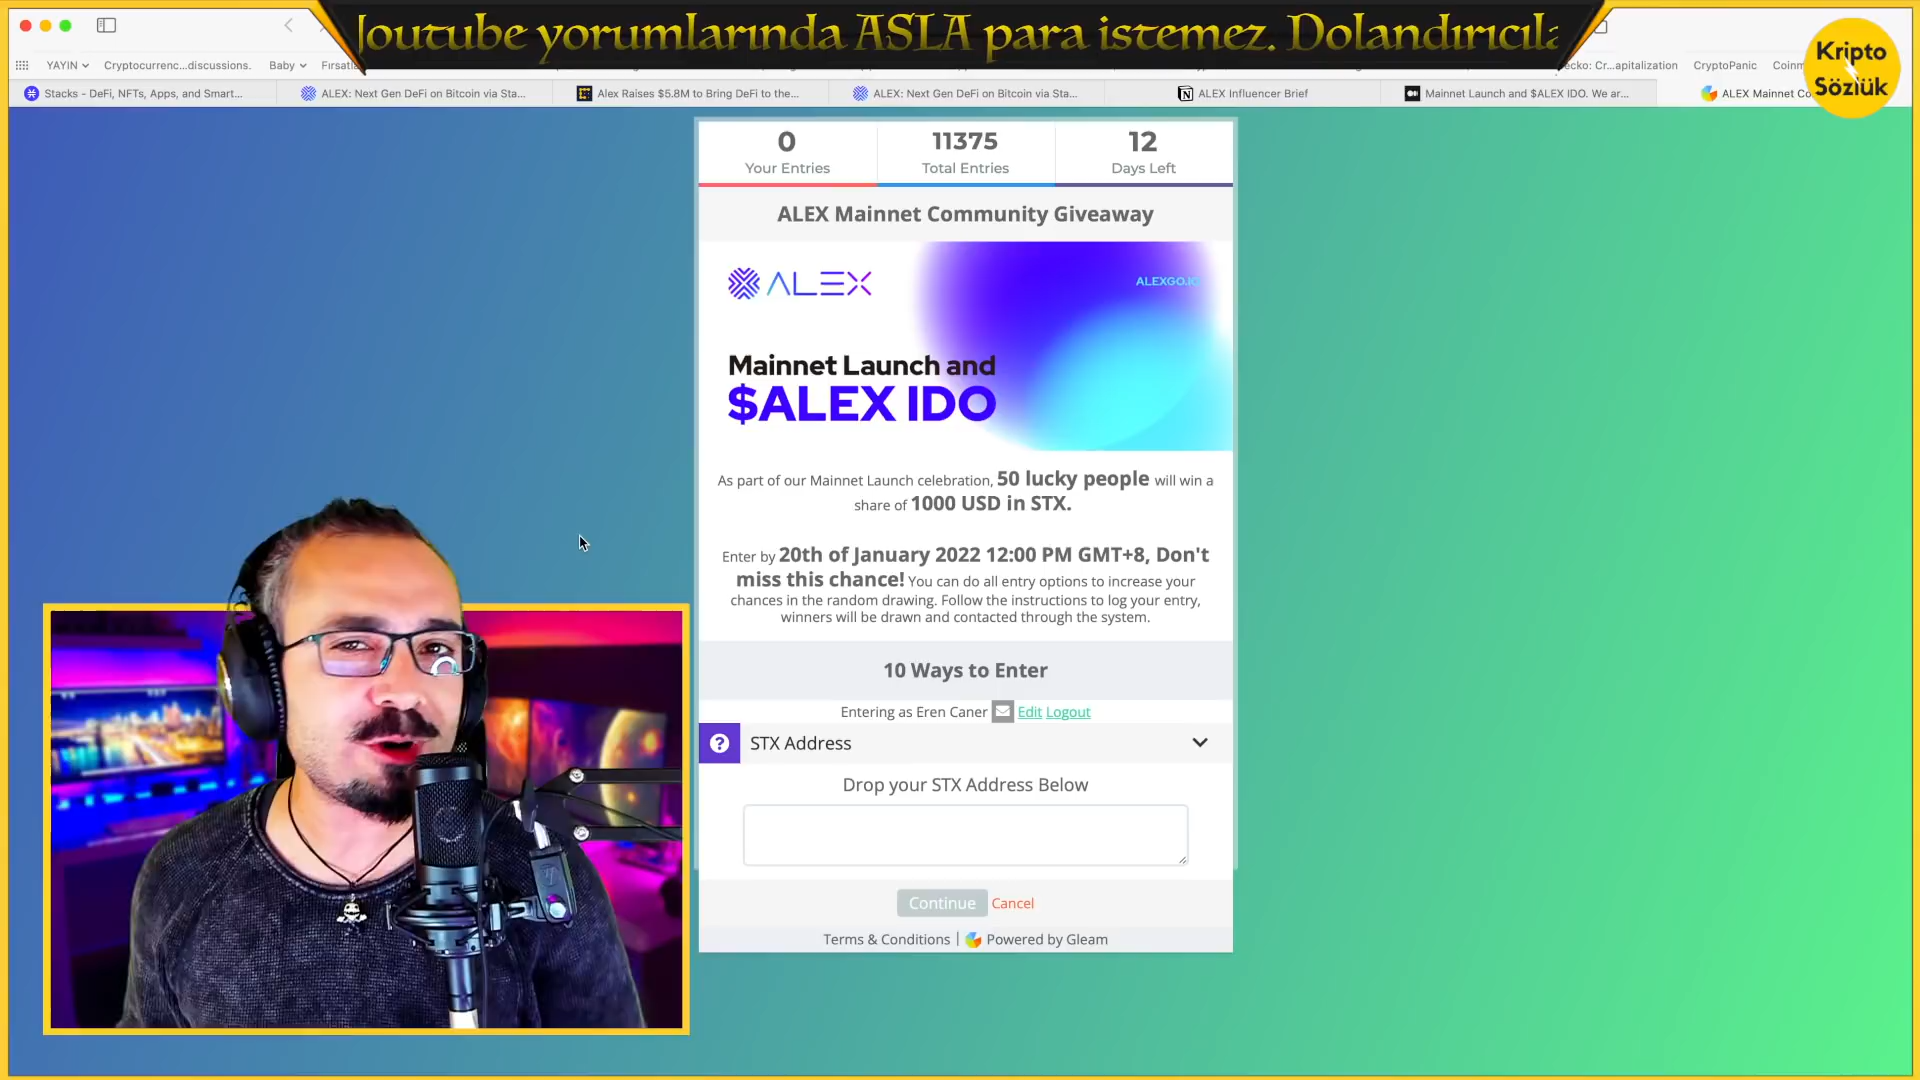 Youtube yorumlarında ASLA para istemez. Dolandırıcıla
Kripto
Sözlük
YAYIN
Cryptocurrenc...discussions.
Baby
ecko: Cr...apitalization
CryptoPanic
Stacks - DeFi, NFTs, Apps, and Smart...
ALEX: Next Gen DeFi on Bitcoin via Sta...
Alex Raises $5.8M to Bring DeFi to the...
ALEX: Next Gen DeFi on Bitcoin via Sta...
ALEX Influencer Brief
Mainnet Launch and $ALEX IDO. We ar...
ALEX Mainnet Co
0
Your Entries
11375
Total Entries
12
Days Left
ALEX Mainnet Community Giveaway
ALEX
ALEXGO.IO
Mainnet Launch and
$ALEX IDO
As part of our Mainnet Launch celebration, 50 lucky people will win a
share of 1000 USD in STX.
Enter by 20th of January 2022 12:00 PM GMT+8, Don't
miss this chance! You can do all entry options to increase your
chances in the random drawing. Follow the instructions to log your entry,
winners will be drawn and contacted through the system.
10 Ways to Enter
Entering as Eren Caner Edit Logout
? STX Address
Drop your STX Address Below
Continue Cancel
Terms & Conditions | Powered by Gleam